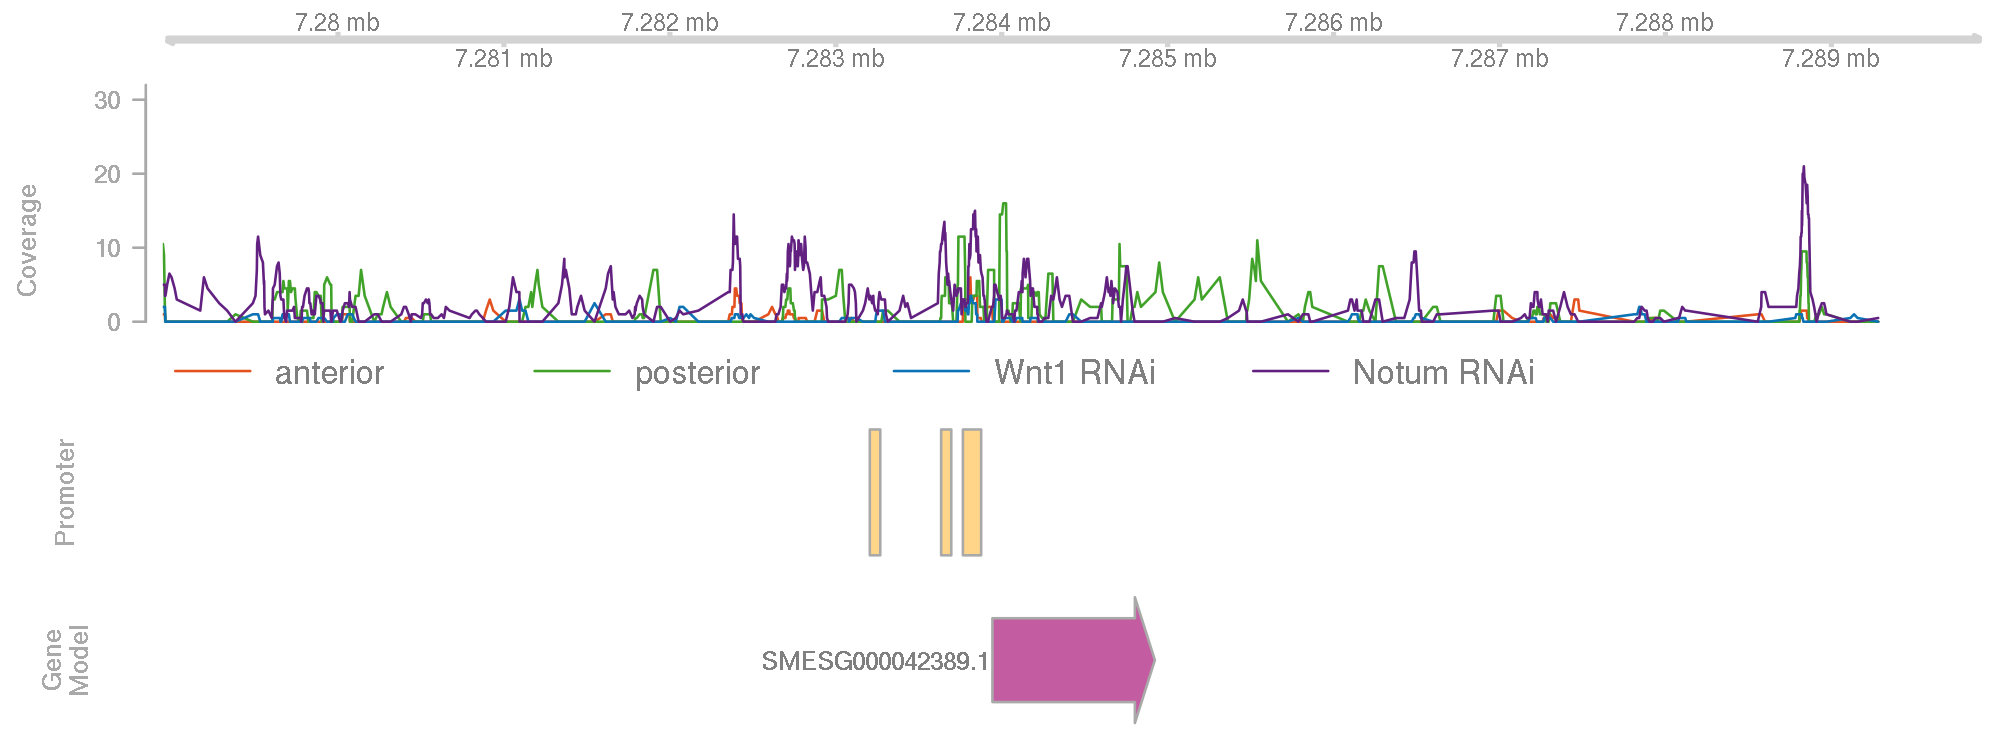 7.28 mb 7.282 mb 7.284 mb 7.286 mb 7.288 mb
7.281 mb 7.283 mb 7.285 mb 7.287 mb 7.289 mb
30
20
10
0
Coverage
anterior posterior Wnt1 RNAi Notum RNAi
Promoter
Gene
Model
SMESG000042389.1